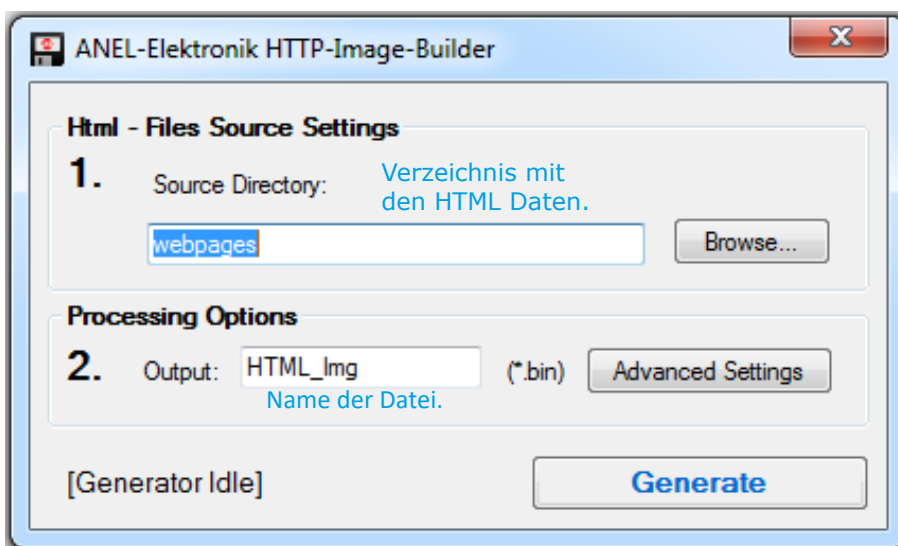 ANEL-Elektronik HTTP-Image-Builder
Html - Files Source Settings
1.
Source Directory:
Verzeichnis mit
den HTML Daten.
webpages
Browse...
Processing Options
2.
Output:
HTML_Img
(*.bin)
Advanced Settings
Name der Datei.
[Generator Idle]
Generate